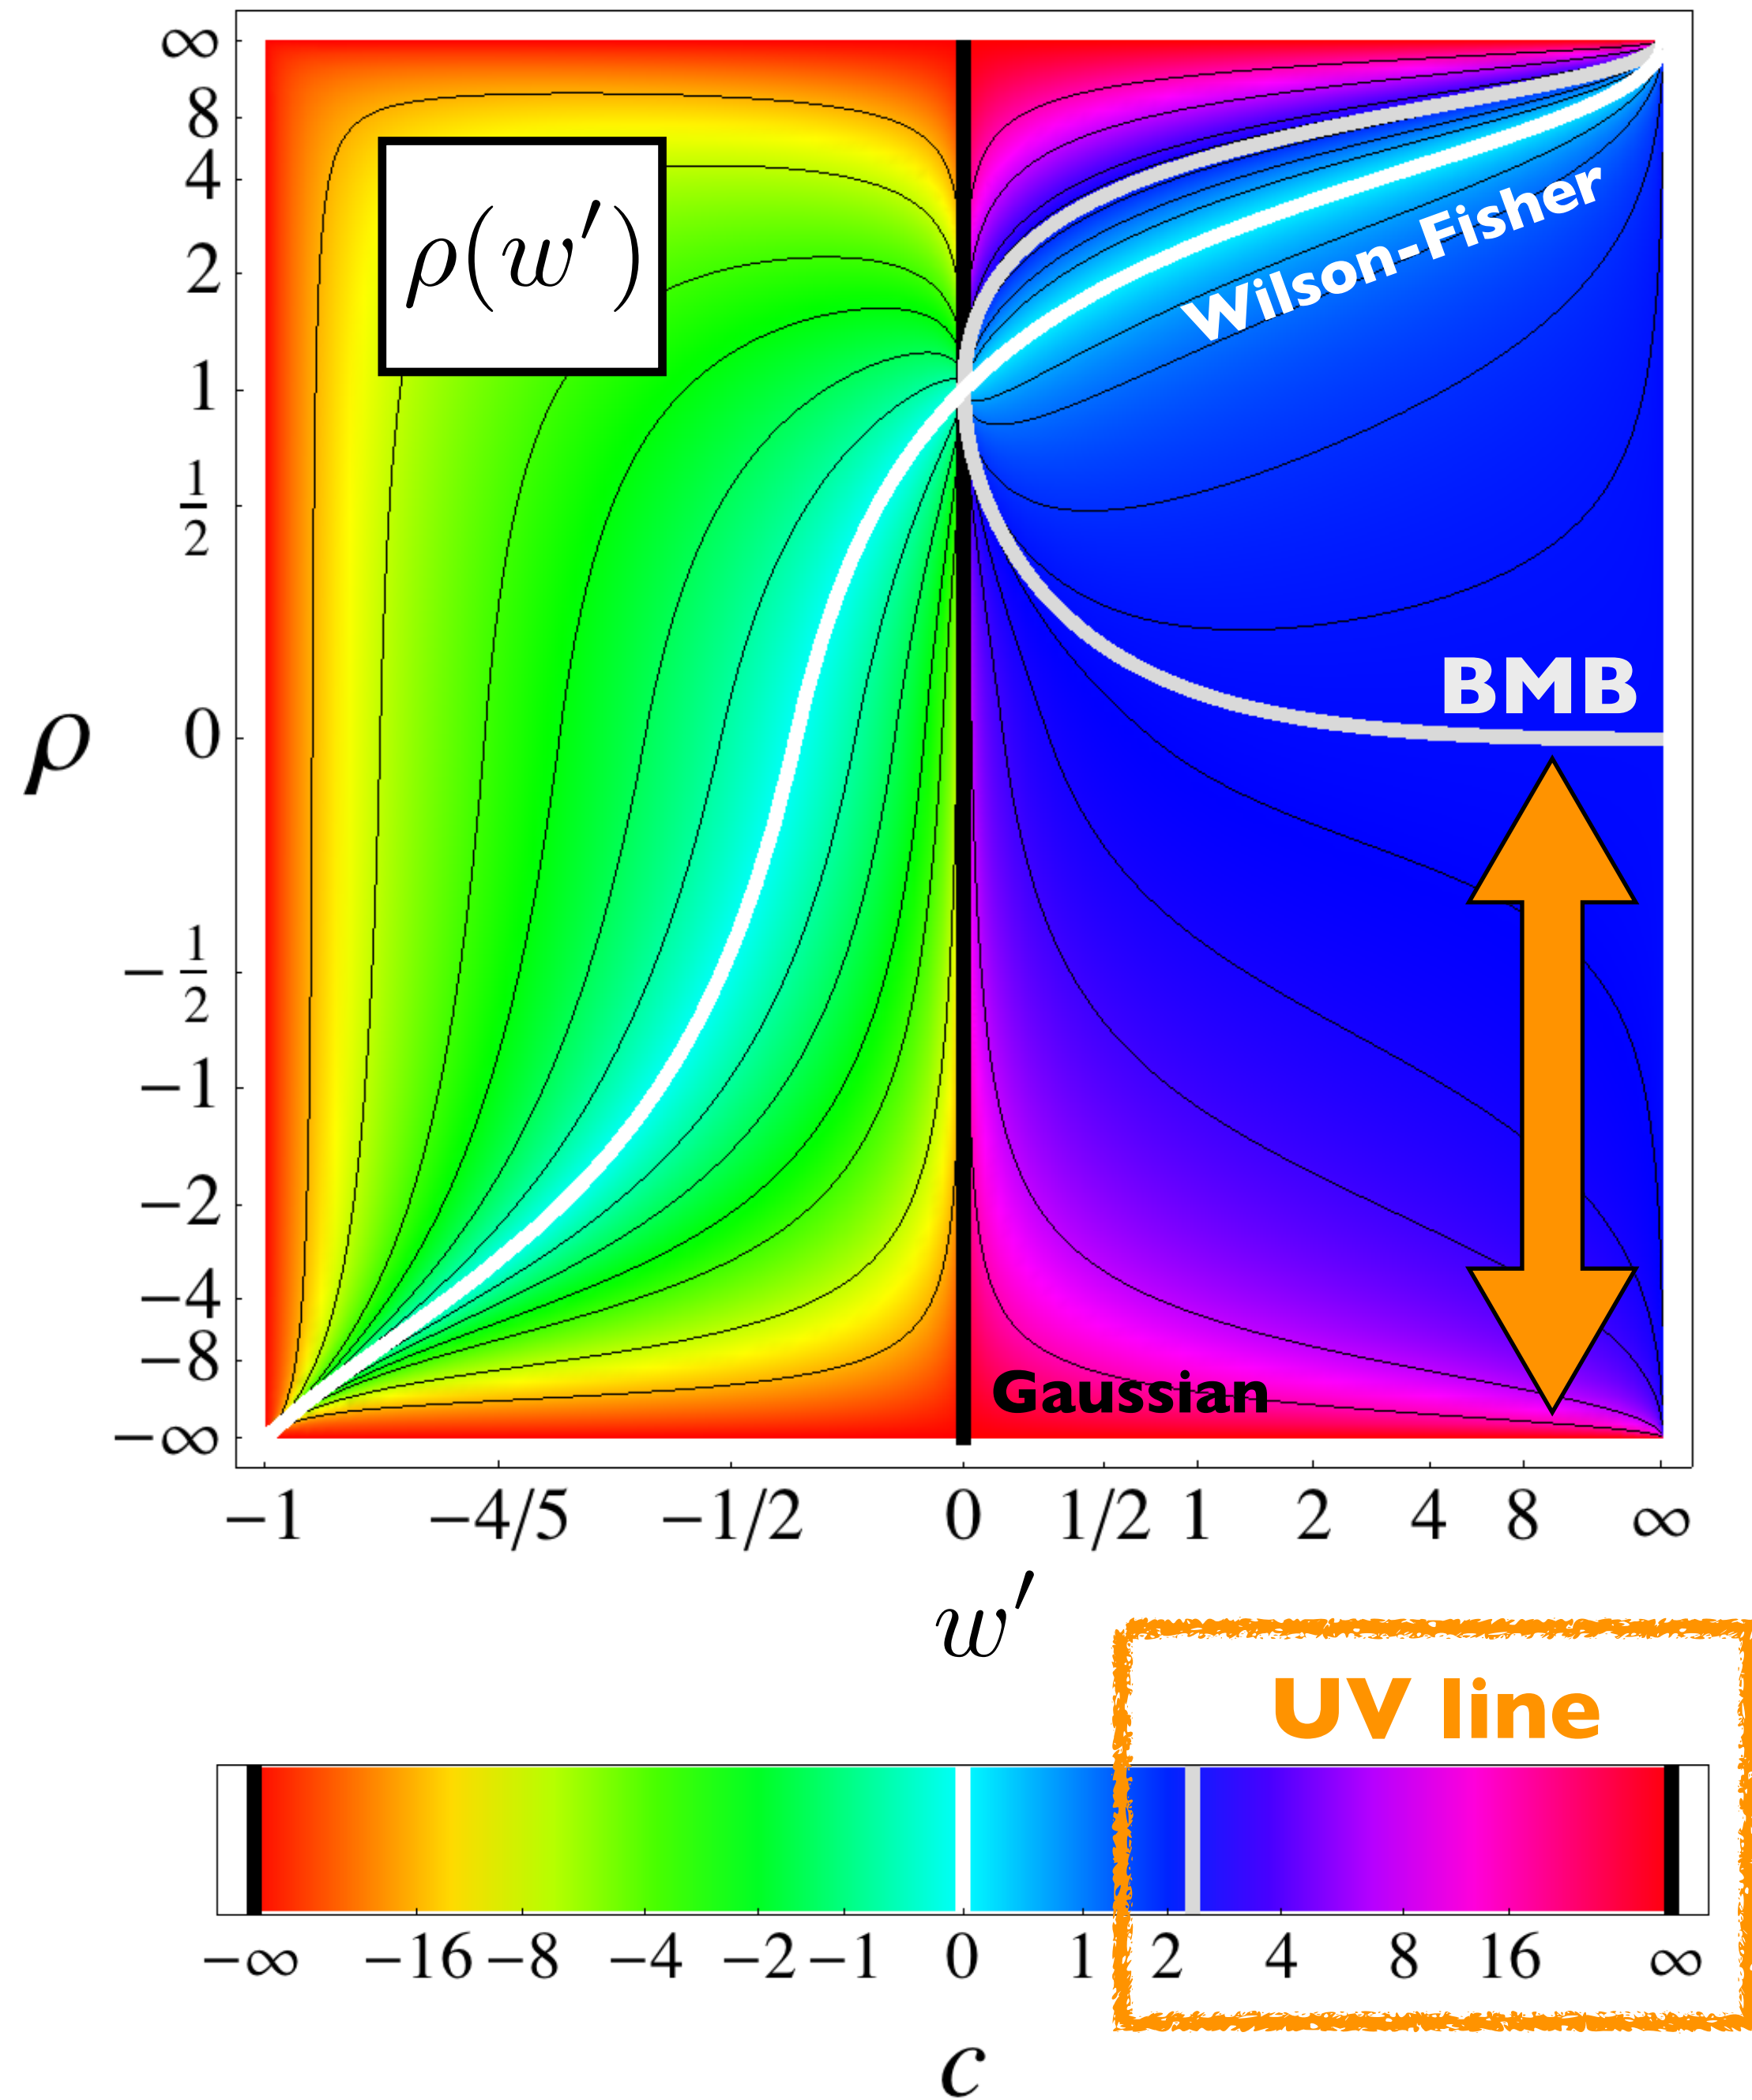 ∞
8
4
2
1
1/2
0
−1/2
−1
−2
−4
−8
−∞
ρ
ρ(w′)
Wilson-Fisher
BMB
Gaussian
−1 −4/5 −1/2 0 1/2 1 2 4 8 ∞
w′
UV line
−∞ −16 −8 −4 −2 −1 0 1 2 4 8 16 ∞
c